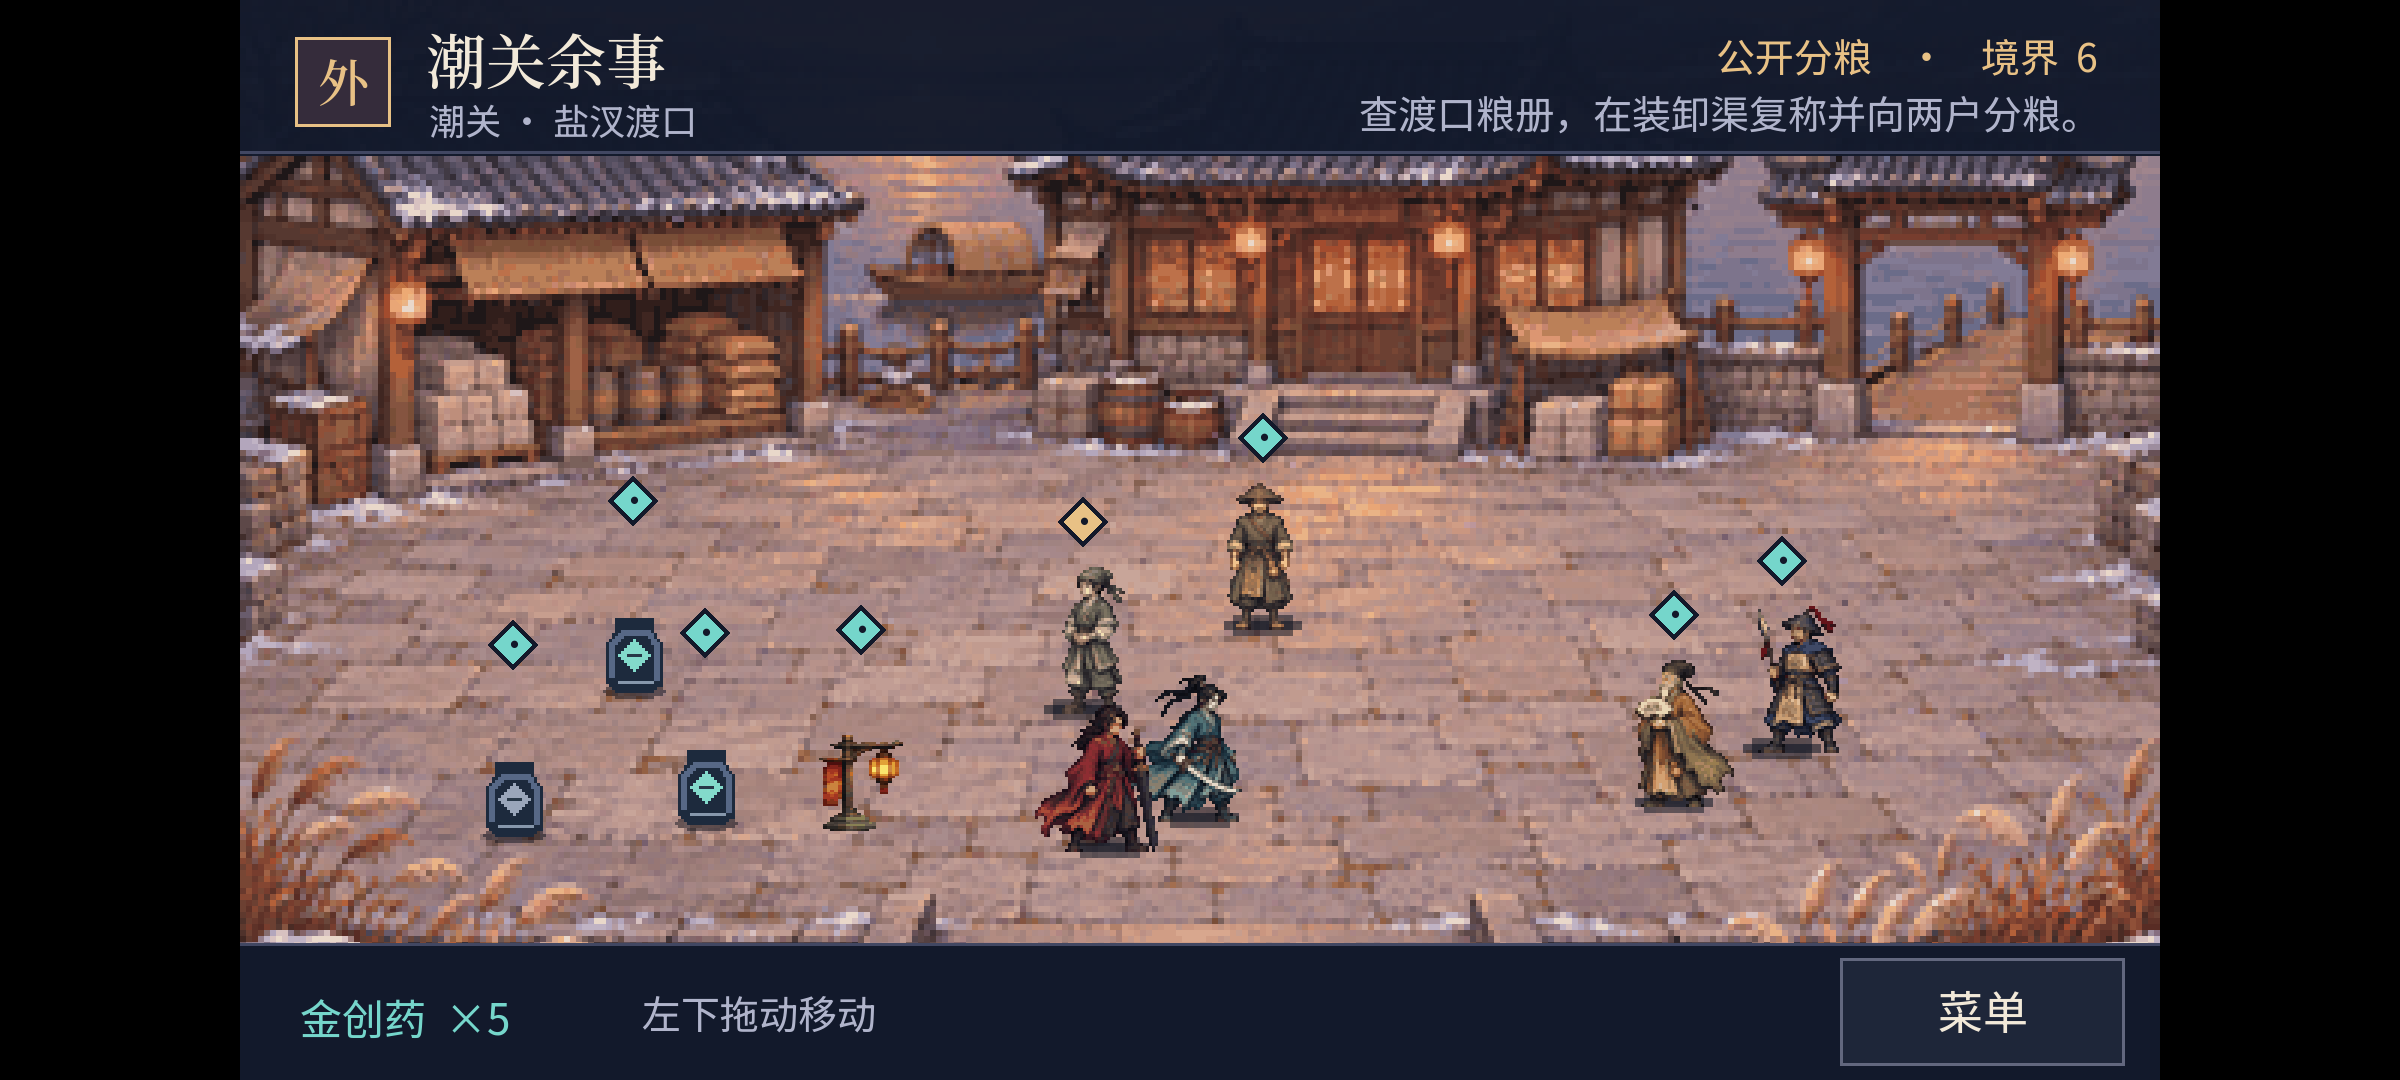 外
潮关余事
潮关 · 盐汊渡口
公开分粮 · 境界 6
查渡口粮册，在装卸渠复称并向两户分粮。
金创药 ×5
左下拖动移动
菜单